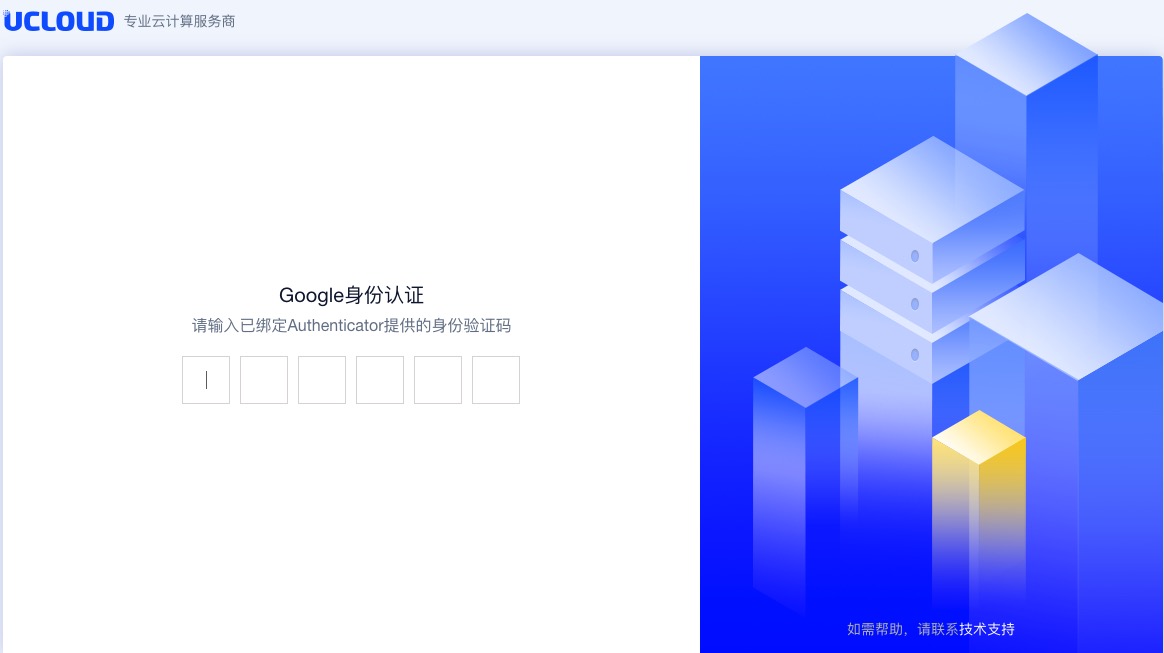 UCLOUD 专业云计算服务商
Google身份认证
请输入已绑定Authenticator提供的身份验证码
如需帮助，请联系技术支持